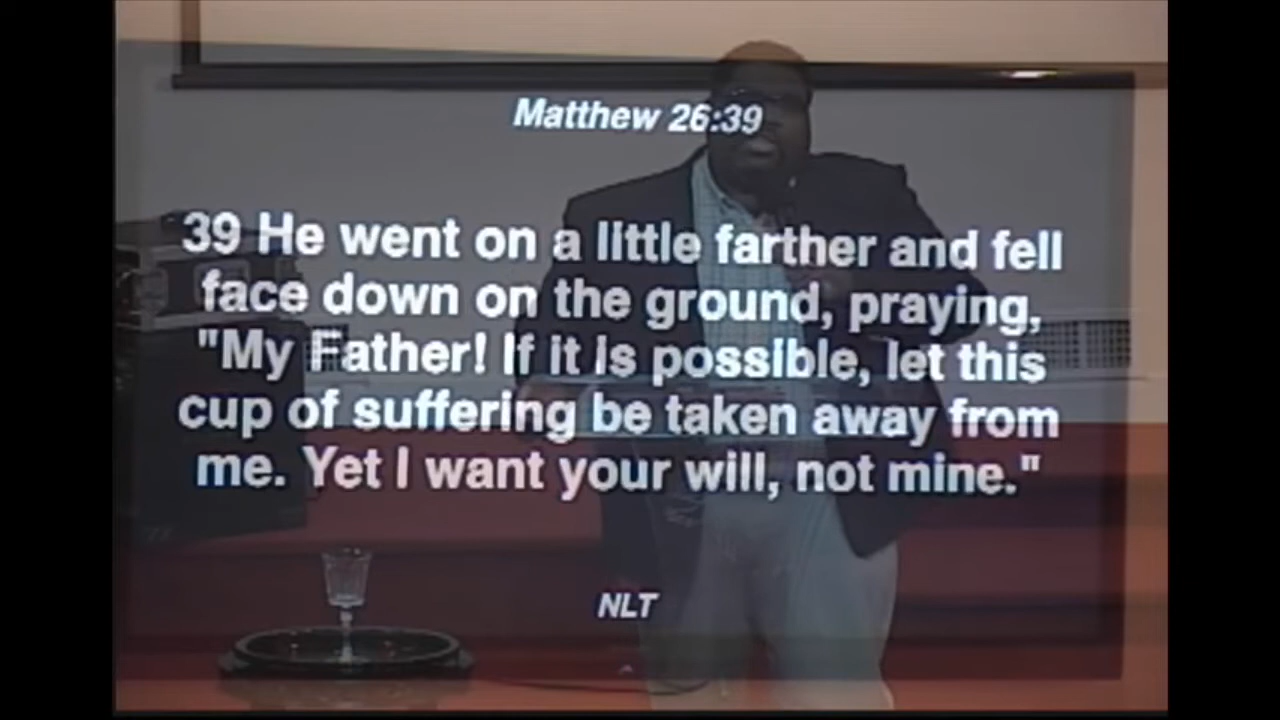 Matthew 26:39
39 He went on a little farther and fell
face down on the ground, praying,
"My Father! If it is possible, let this
cup of suffering be taken away from
me. Yet I want your will, not mine."
NLT